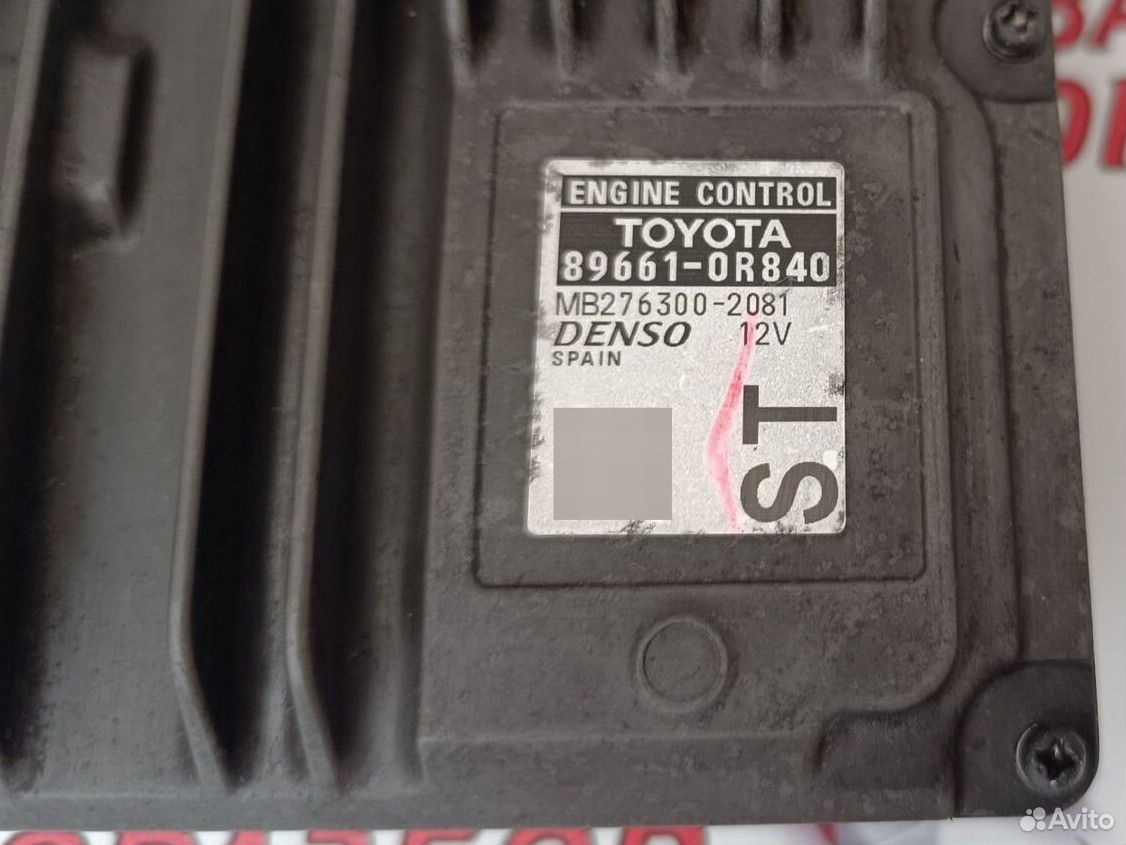 ENGINE CONTROL
TOYOTA
89661-0R840
MB276300-2081
DENSO 12V
SPAIN
ST
Avito